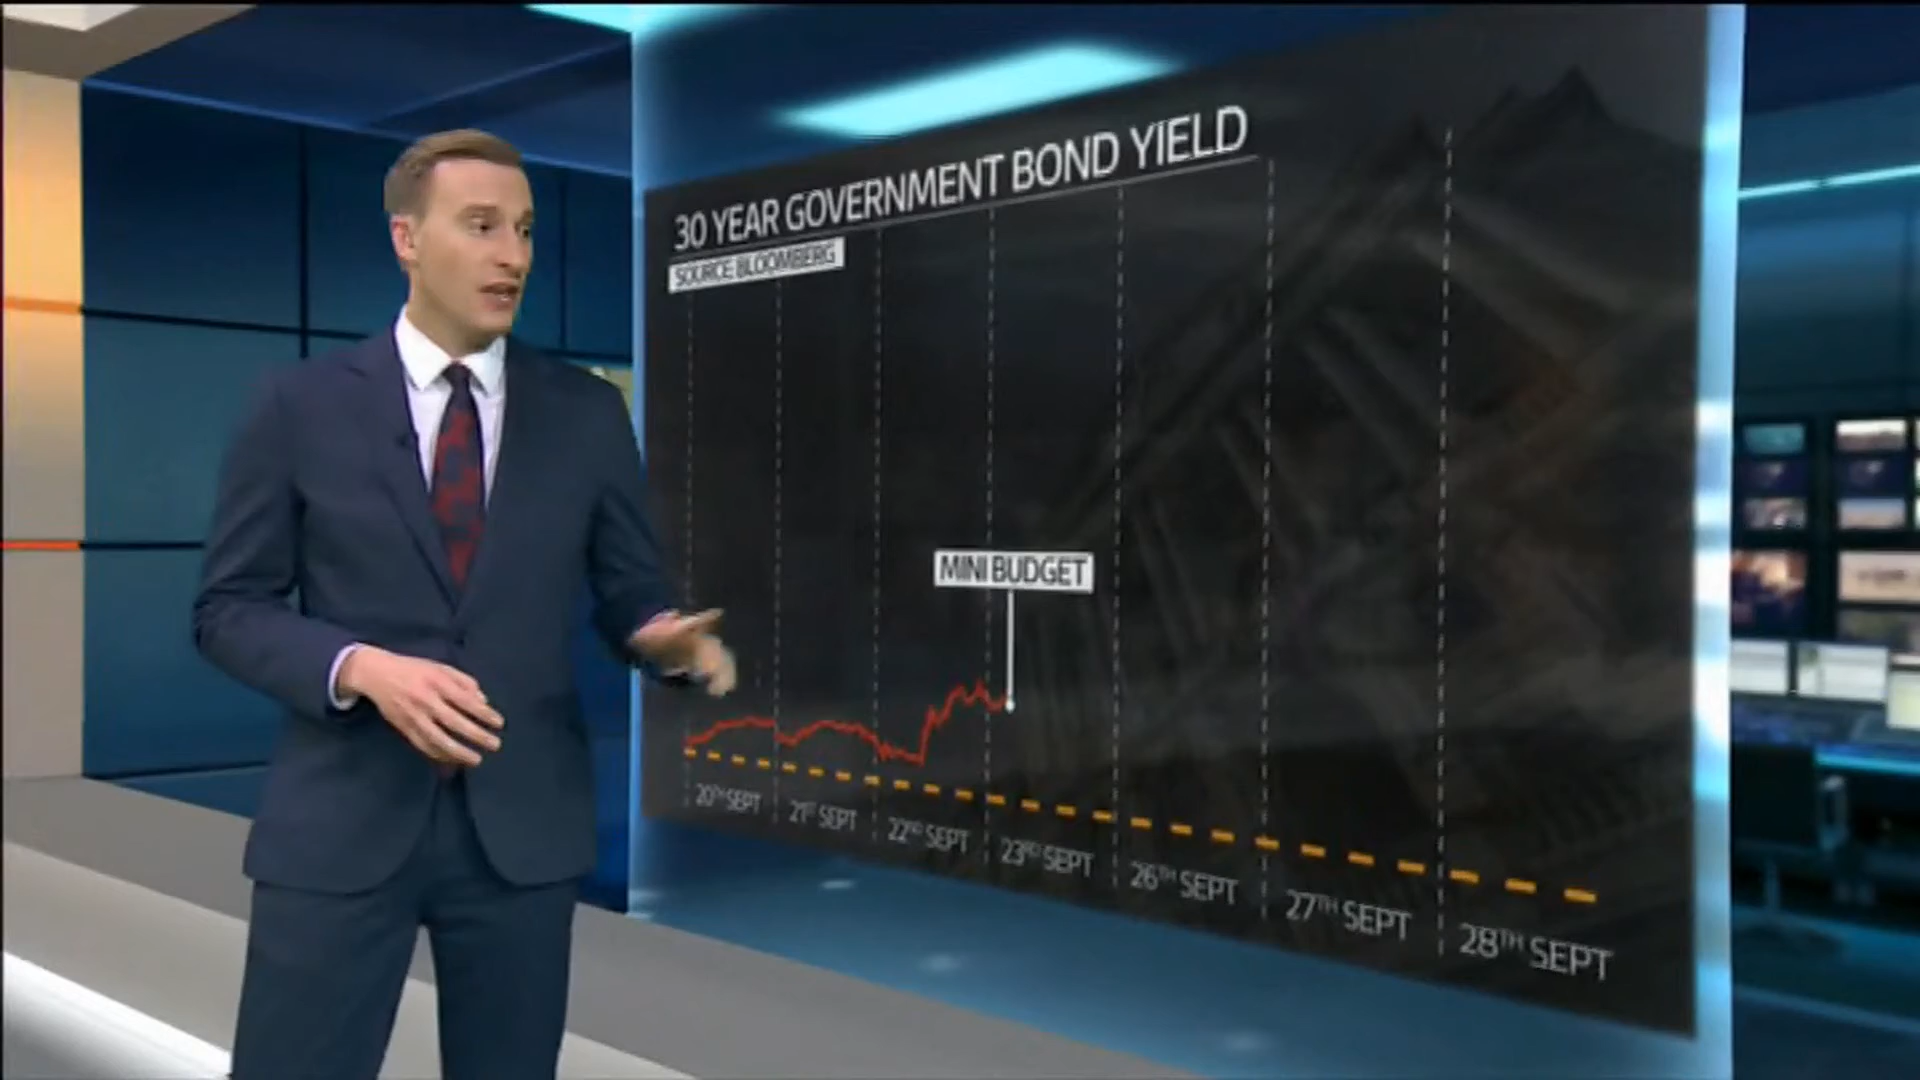 30 YEAR GOVERNMENT BOND YIELD
SOURCE: BLOOMBERG
MINI BUDGET
20TH SEPT
21ST SEPT
22ND SEPT
23RD SEPT
26TH SEPT
27TH SEPT
28TH SEPT